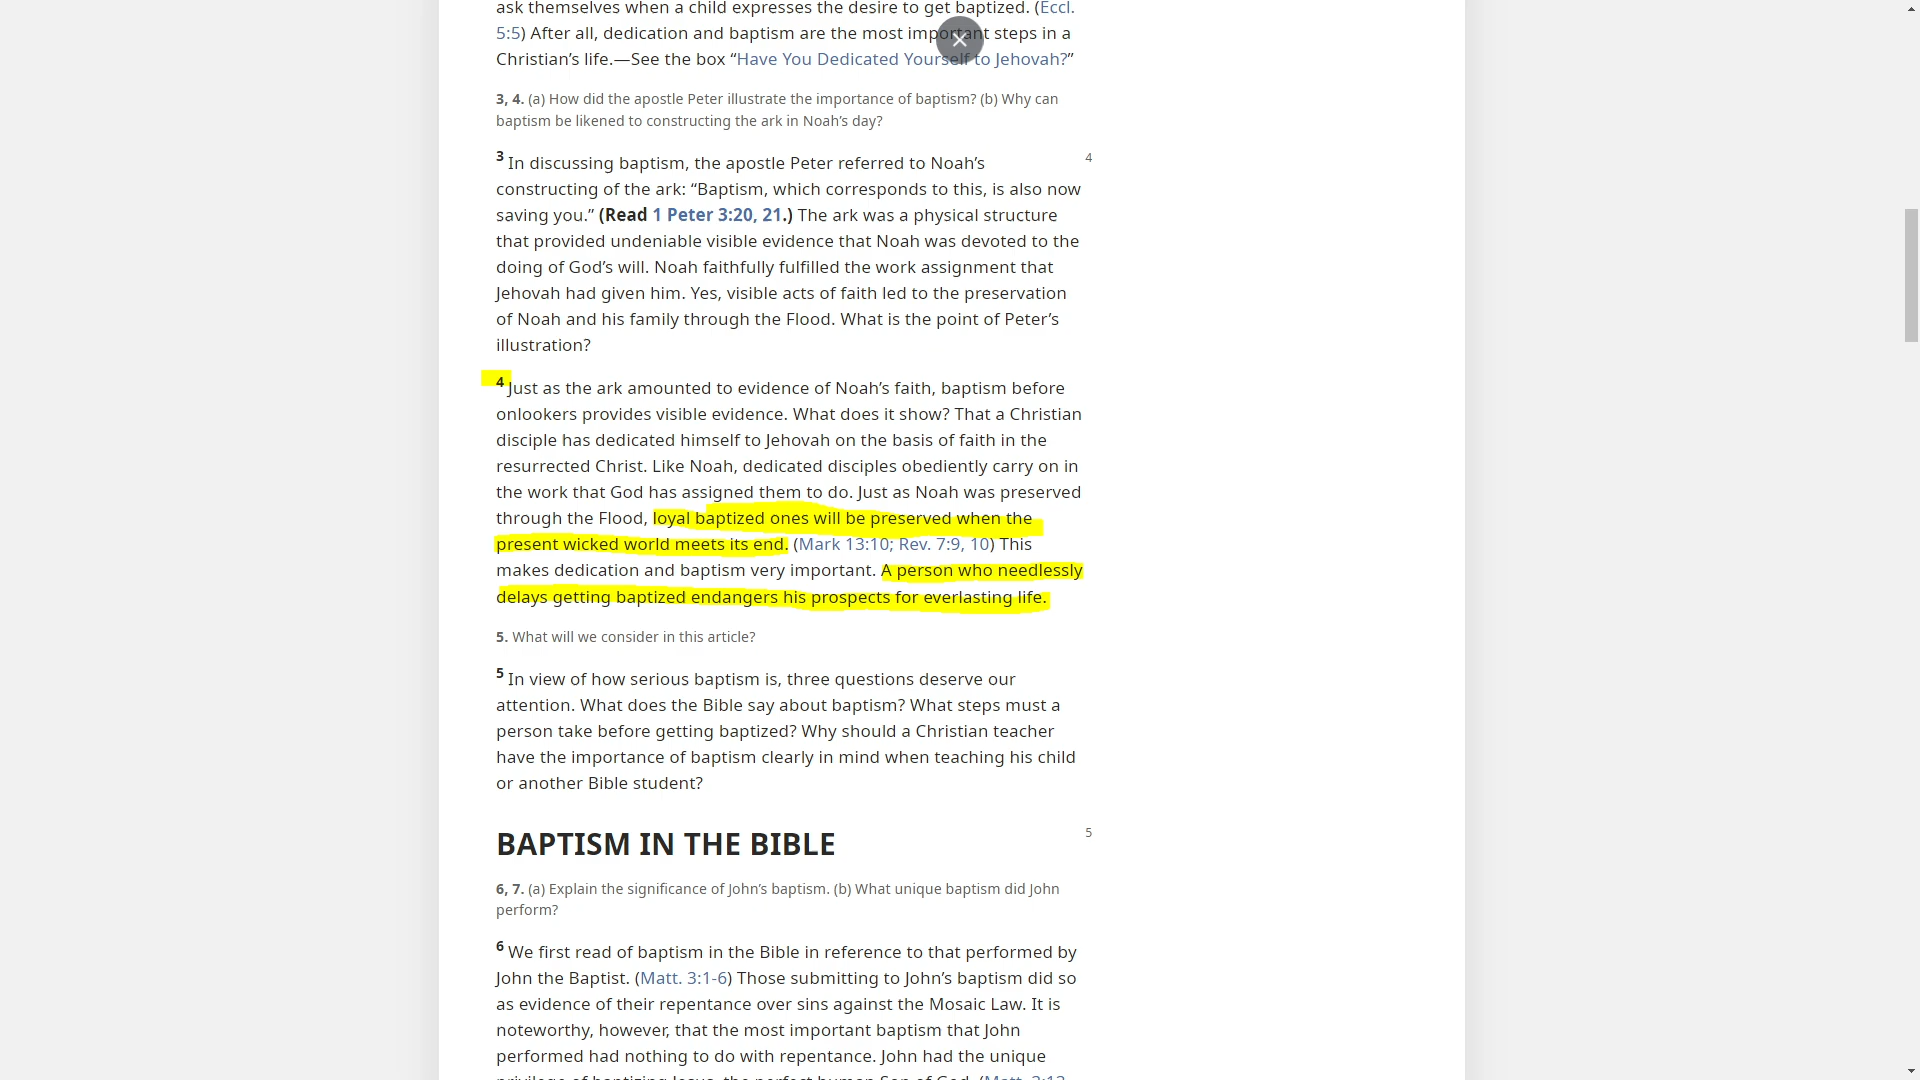 ask themselves when a child expresses the desire to get baptized. (Eccl.
5:5) After all, dedication and baptism are the most important steps in a
Christian’s life.—See the box “Have You Dedicated Yourself to Jehovah?”
3, 4. (a) How did the apostle Peter illustrate the importance of baptism? (b) Why can
baptism be likened to constructing the ark in Noah’s day?
3 In discussing baptism, the apostle Peter referred to Noah’s
4
constructing of the ark: “Baptism, which corresponds to this, is also now
saving you.” (Read 1 Peter 3:20, 21.) The ark was a physical structure
that provided undeniable visible evidence that Noah was devoted to the
doing of God’s will. Noah faithfully fulfilled the work assignment that
Jehovah had given him. Yes, visible acts of faith led to the preservation
of Noah and his family through the Flood. What is the point of Peter’s
illustration?
4 Just as the ark amounted to evidence of Noah’s faith, baptism before
onlookers provides visible evidence. What does it show? That a Christian
disciple has dedicated himself to Jehovah on the basis of faith in the
resurrected Christ. Like Noah, dedicated disciples obediently carry on in
the work that God has assigned them to do. Just as Noah was preserved
through the Flood, loyal baptized ones will be preserved when the
present wicked world meets its end. (Mark 13:10; Rev. 7:9, 10) This
makes dedication and baptism very important. A person who needlessly
delays getting baptized endangers his prospects for everlasting life.
5. What will we consider in this article?
5 In view of how serious baptism is, three questions deserve our
attention. What does the Bible say about baptism? What steps must a
person take before getting baptized? Why should a Christian teacher
have the importance of baptism clearly in mind when teaching his child
or another Bible student?
BAPTISM IN THE BIBLE
5
6, 7. (a) Explain the significance of John’s baptism. (b) What unique baptism did John
perform?
6 We first read of baptism in the Bible in reference to that performed by
John the Baptist. (Matt. 3:1-6) Those submitting to John’s baptism did so
as evidence of their repentance over sins against the Mosaic Law. It is
noteworthy, however, that the most important baptism that John
performed had nothing to do with repentance. John had the unique
privilege of baptizing Jesus, the perfect human Son of God. (Matt. 3:13-